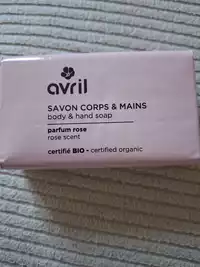 avril
SAVON CORPS & MAINS
body & hand soap
parfum rose
rose scent
certifié BIO - certified organic